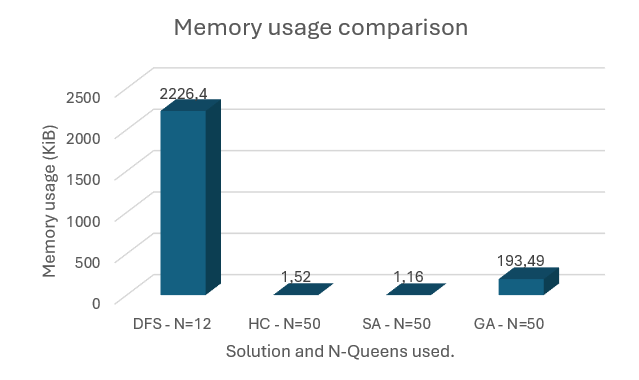 Memory usage comparison
2226,4
1,52
1,16
193,49
2500
2000
1500
1000
500
0
Memory usage (KiB)
DFS - N=12
HC - N=50
SA - N=50
GA - N=50
Solution and N-Queens used.